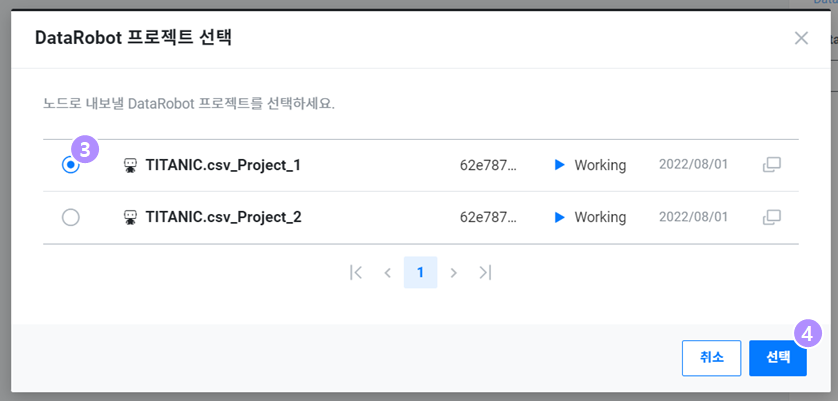 DataRobot 프로젝트 선택
노드로 내보낼 DataRobot 프로젝트를 선택하세요.
3
TITANIC.csv_Project_1 62e787... Working 2022/08/01
TITANIC.csv_Project_2 62e787... Working 2022/08/01
1
4
취소 선택